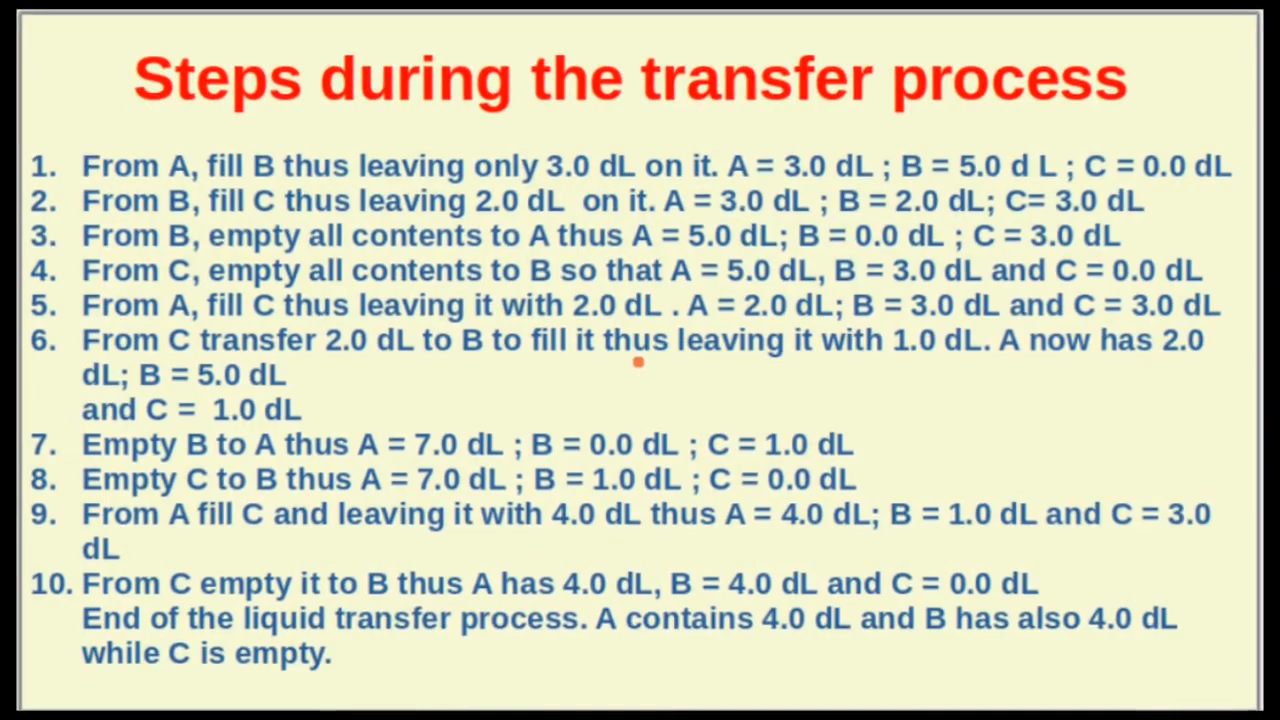 Steps during the transfer process
1. From A, fill B thus leaving only 3.0 dL on it. A = 3.0 dL ; B = 5.0 d L ; C = 0.0 dL
2. From B, fill C thus leaving 2.0 dL  on it. A = 3.0 dL ; B = 2.0 dL; C= 3.0 dL
3. From B, empty all contents to A thus A = 5.0 dL; B = 0.0 dL ; C = 3.0 dL
4. From C, empty all contents to B so that A = 5.0 dL, B = 3.0 dL and C = 0.0 dL
5. From A, fill C thus leaving it with 2.0 dL . A = 2.0 dL; B = 3.0 dL and C = 3.0 dL
6. From C transfer 2.0 dL to B to fill it thus leaving it with 1.0 dL. A now has 2.0
dL; B = 5.0 dL
and C =  1.0 dL
7. Empty B to A thus A = 7.0 dL ; B = 0.0 dL ; C = 1.0 dL
8. Empty C to B thus A = 7.0 dL ; B = 1.0 dL ; C = 0.0 dL
9. From A fill C and leaving it with 4.0 dL thus A = 4.0 dL; B = 1.0 dL and C = 3.0
dL
10. From C empty it to B thus A has 4.0 dL, B = 4.0 dL and C = 0.0 dL
End of the liquid transfer process. A contains 4.0 dL and B has also 4.0 dL
while C is empty.